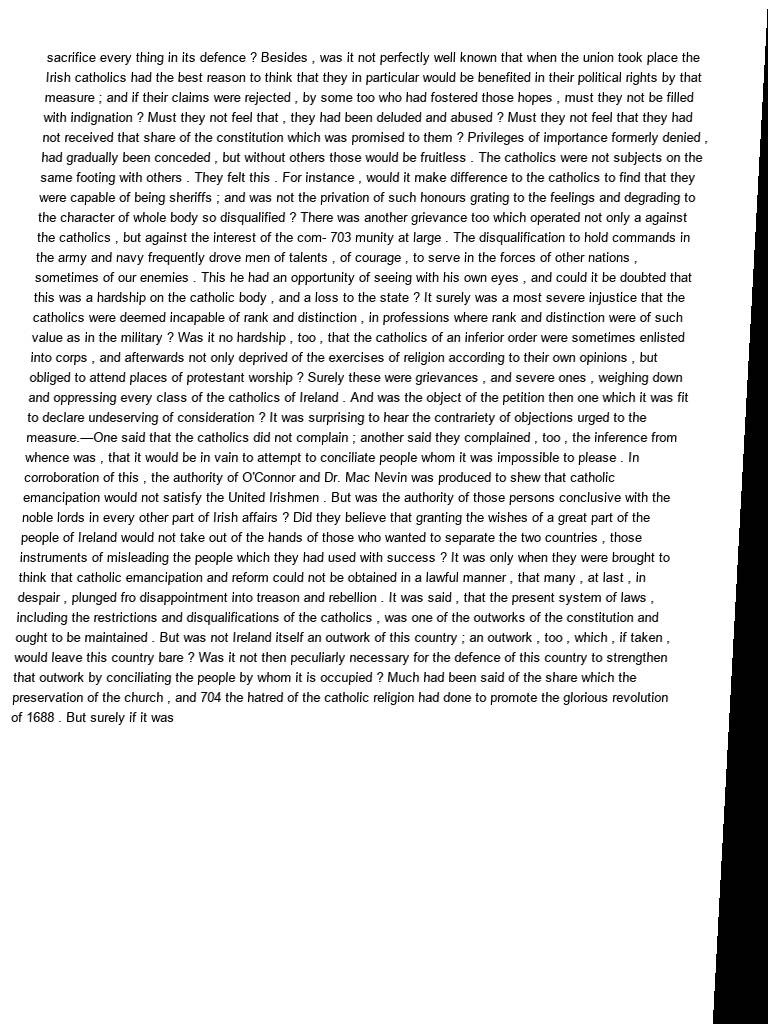 sacrifice every thing in its defence ? Besides , was it not perfectly well known that when the union took place the
Irish catholics had the best reason to think that they in particular would be benefited in their political rights by that
measure ; and if their claims were rejected , by some too who had fostered those hopes , must they not be filled
with indignation ? Must they not feel that , they had been deluded and abused ? Must they not feel that they had
not received that share of the constitution which was promised to them ? Privileges of importance formerly denied ,
had gradually been conceded , but without others those would be fruitless . The catholics were not subjects on the
same footing with others . They felt this . For instance , would it make difference to the catholics to find that they
were capable of being sheriffs ; and was not the privation of such honours grating to the feelings and degrading to
the character of whole body so disqualified ? There was another grievance too which operated not only a against
the catholics , but against the interest of the com- 703 munity at large . The disqualification to hold commands in
the army and navy frequently drove men of talents , of courage , to serve in the forces of other nations ,
sometimes of our enemies . This he had an opportunity of seeing with his own eyes , and could it be doubted that
this was a hardship on the catholic body , and a loss to the state ? It surely was a most severe injustice that the
catholics were deemed incapable of rank and distinction , in professions where rank and distinction were of such
value as in the military ? Was it no hardship , too , that the catholics of an inferior order were sometimes enlisted
into corps , and afterwards not only deprived of the exercises of religion according to their own opinions , but
obliged to attend places of protestant worship ? Surely these were grievances , and severe ones , weighing down
and oppressing every class of the catholics of Ireland . And was the object of the petition then one which it was fit
to declare undeserving of consideration ? It was surprising to hear the contrariety of objections urged to the
measure.—One said that the catholics did not complain ; another said they complained , too , the inference from
whence was , that it would be in vain to attempt to conciliate people whom it was impossible to please . In
corroboration of this , the authority of O'Connor and Dr. Mac Nevin was produced to shew that catholic
emancipation would not satisfy the United Irishmen . But was the authority of those persons conclusive with the
noble lords in every other part of Irish affairs ? Did they believe that granting the wishes of a great part of the
people of Ireland would not take out of the hands of those who wanted to separate the two countries , those
instruments of misleading the people which they had used with success ? It was only when they were brought to
think that catholic emancipation and reform could not be obtained in a lawful manner , that many , at last , in
despair , plunged fro disappointment into treason and rebellion . It was said , that the present system of laws ,
including the restrictions and disqualifications of the catholics , was one of the outworks of the constitution and
ought to be maintained . But was not Ireland itself an outwork of this country ; an outwork , too , which , if taken ,
would leave this country bare ? Was it not then peculiarly necessary for the defence of this country to strengthen
that outwork by conciliating the people by whom it is occupied ? Much had been said of the share which the
preservation of the church , and 704 the hatred of the catholic religion had done to promote the glorious revolution
of 1688 . But surely if it was